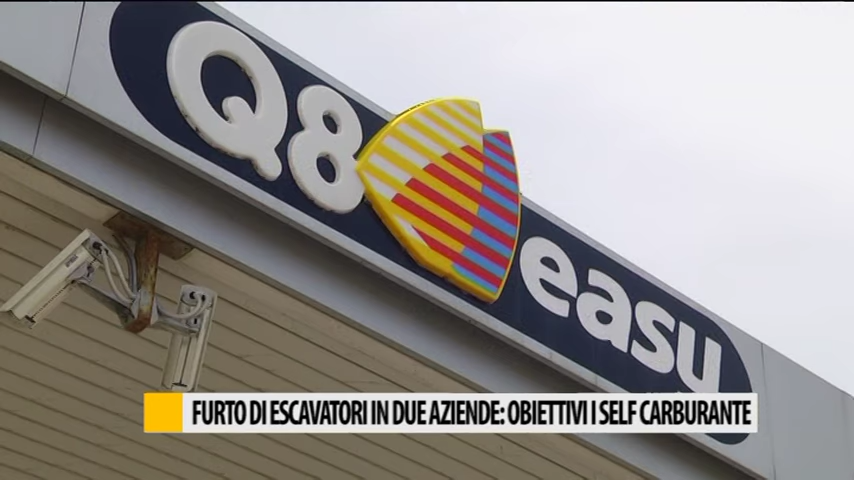 Q8 easy
FURTO DI ESCAVATORI IN DUE AZIENDE: OBIETTIVI I SELF CARBURANTE